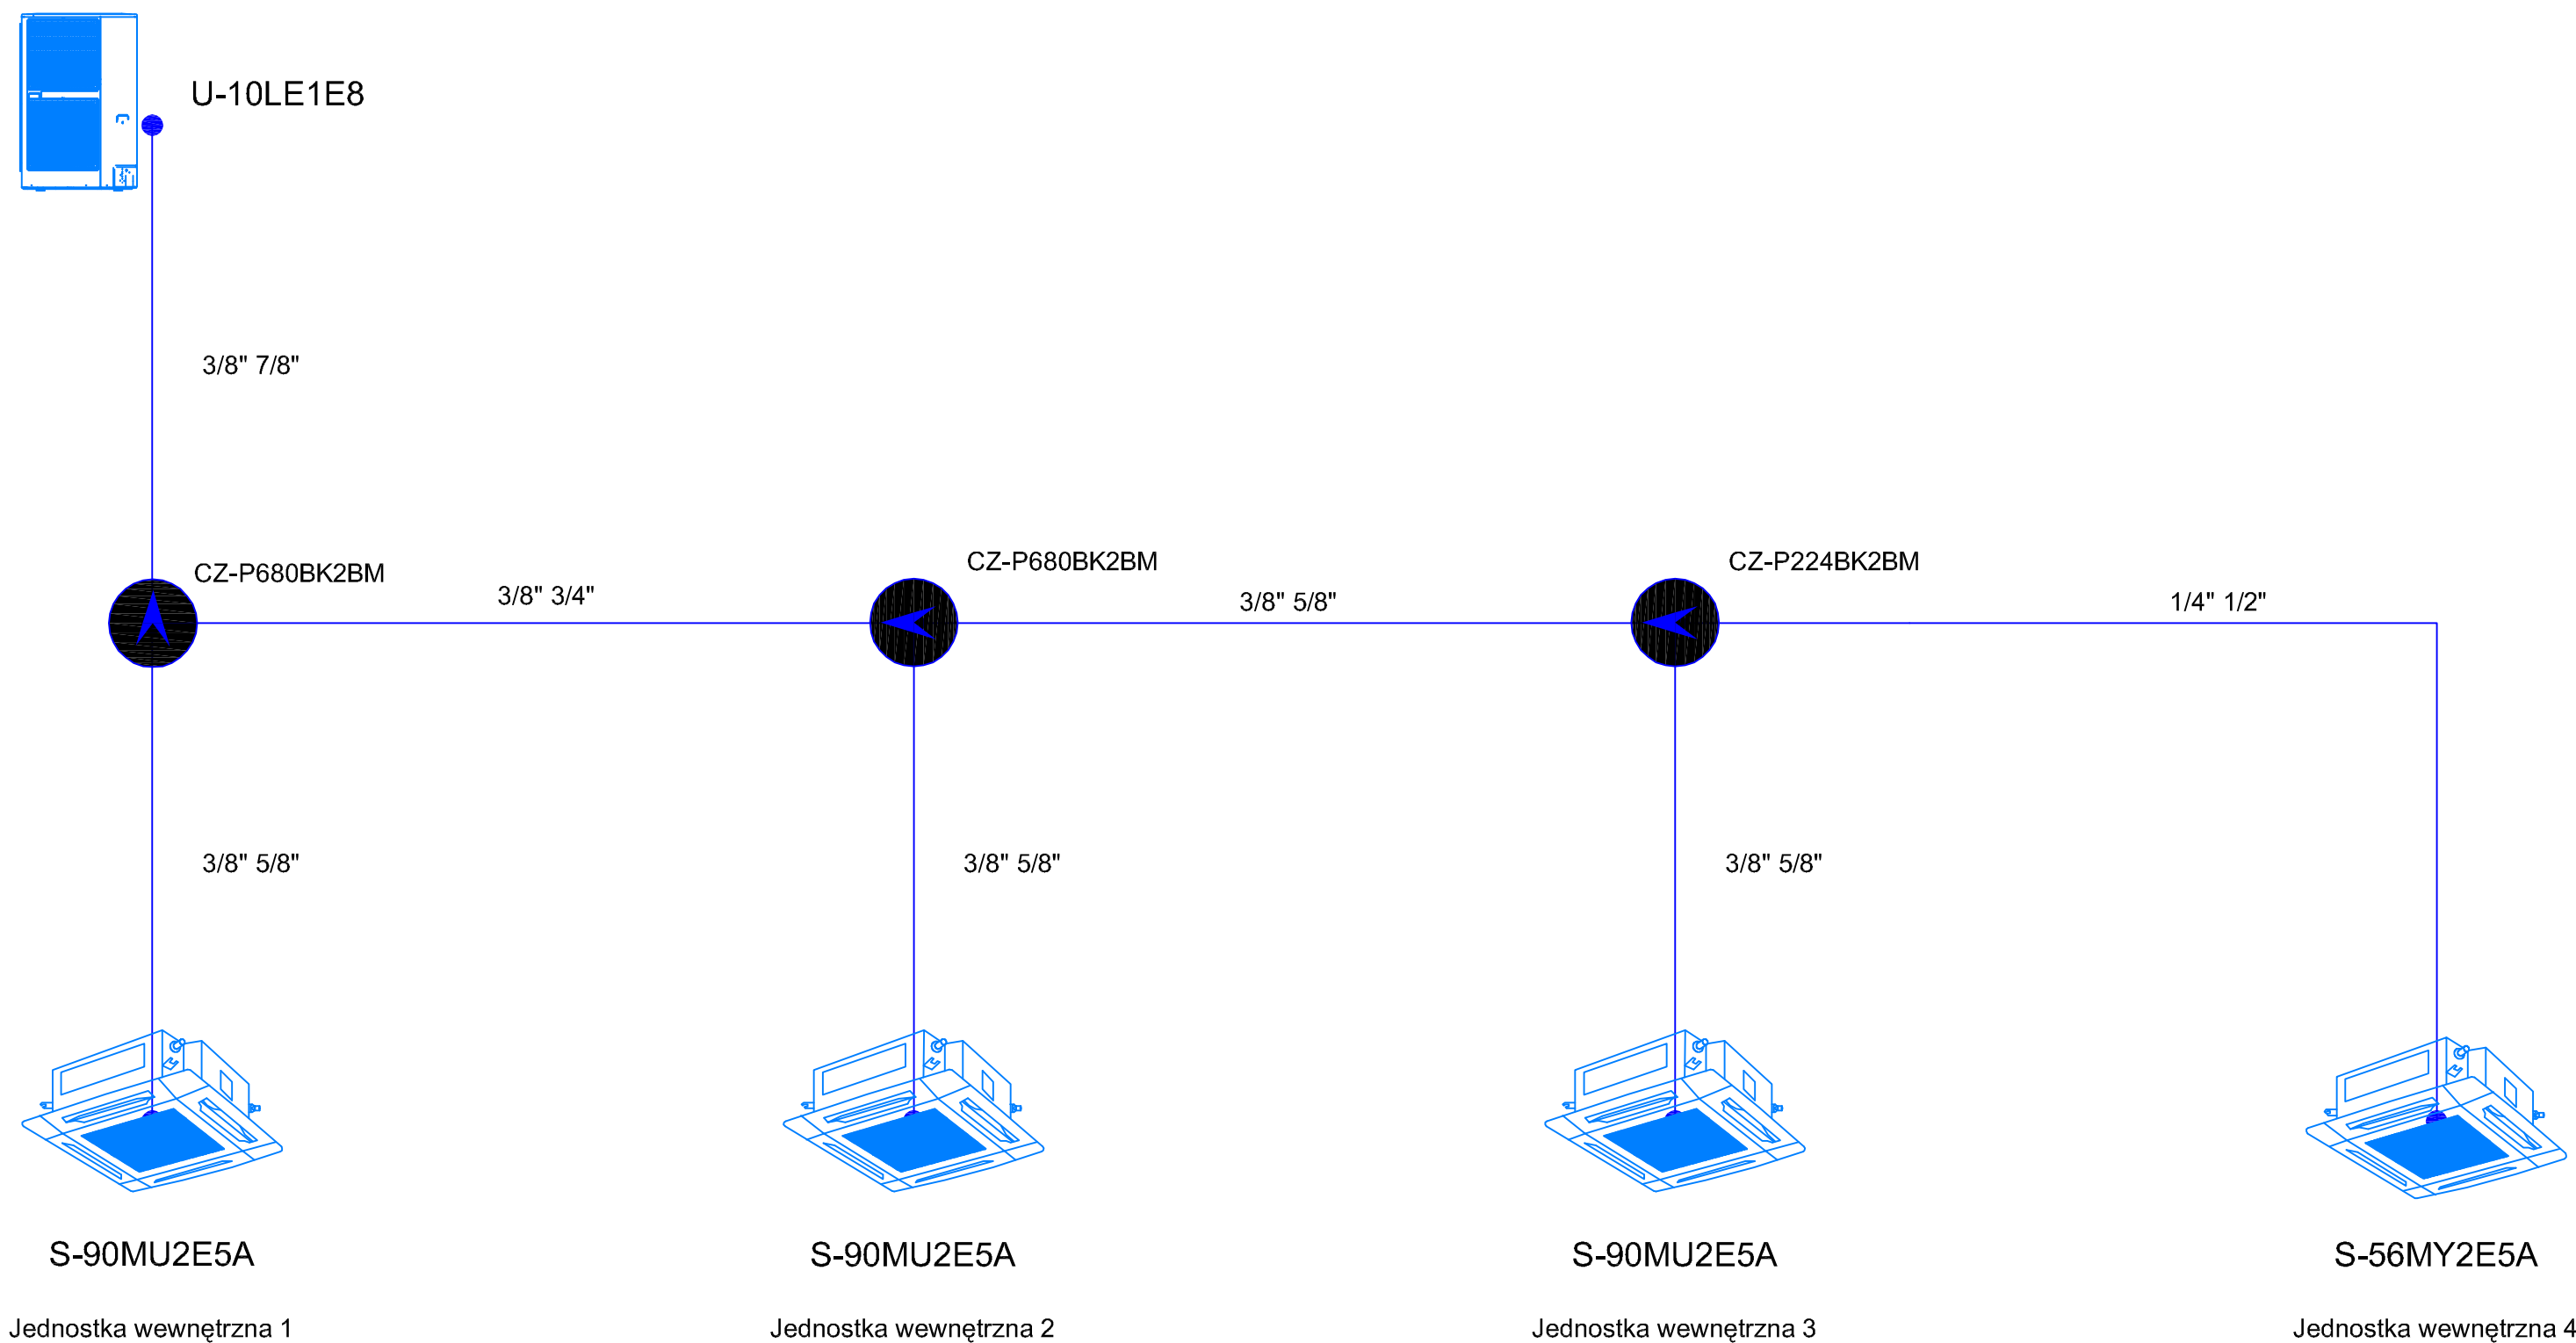 U-10LE1E8
3/8" 7/8"
CZ-P680BK2BM
3/8" 3/4"
CZ-P680BK2BM
3/8" 5/8"
CZ-P224BK2BM
1/4" 1/2"
3/8" 5/8"
3/8" 5/8"
3/8" 5/8"
S-90MU2E5A
S-90MU2E5A
S-90MU2E5A
S-56MY2E5A
Jednostka wewnętrzna 1
Jednostka wewnętrzna 2
Jednostka wewnętrzna 3
Jednostka wewnętrzna 4